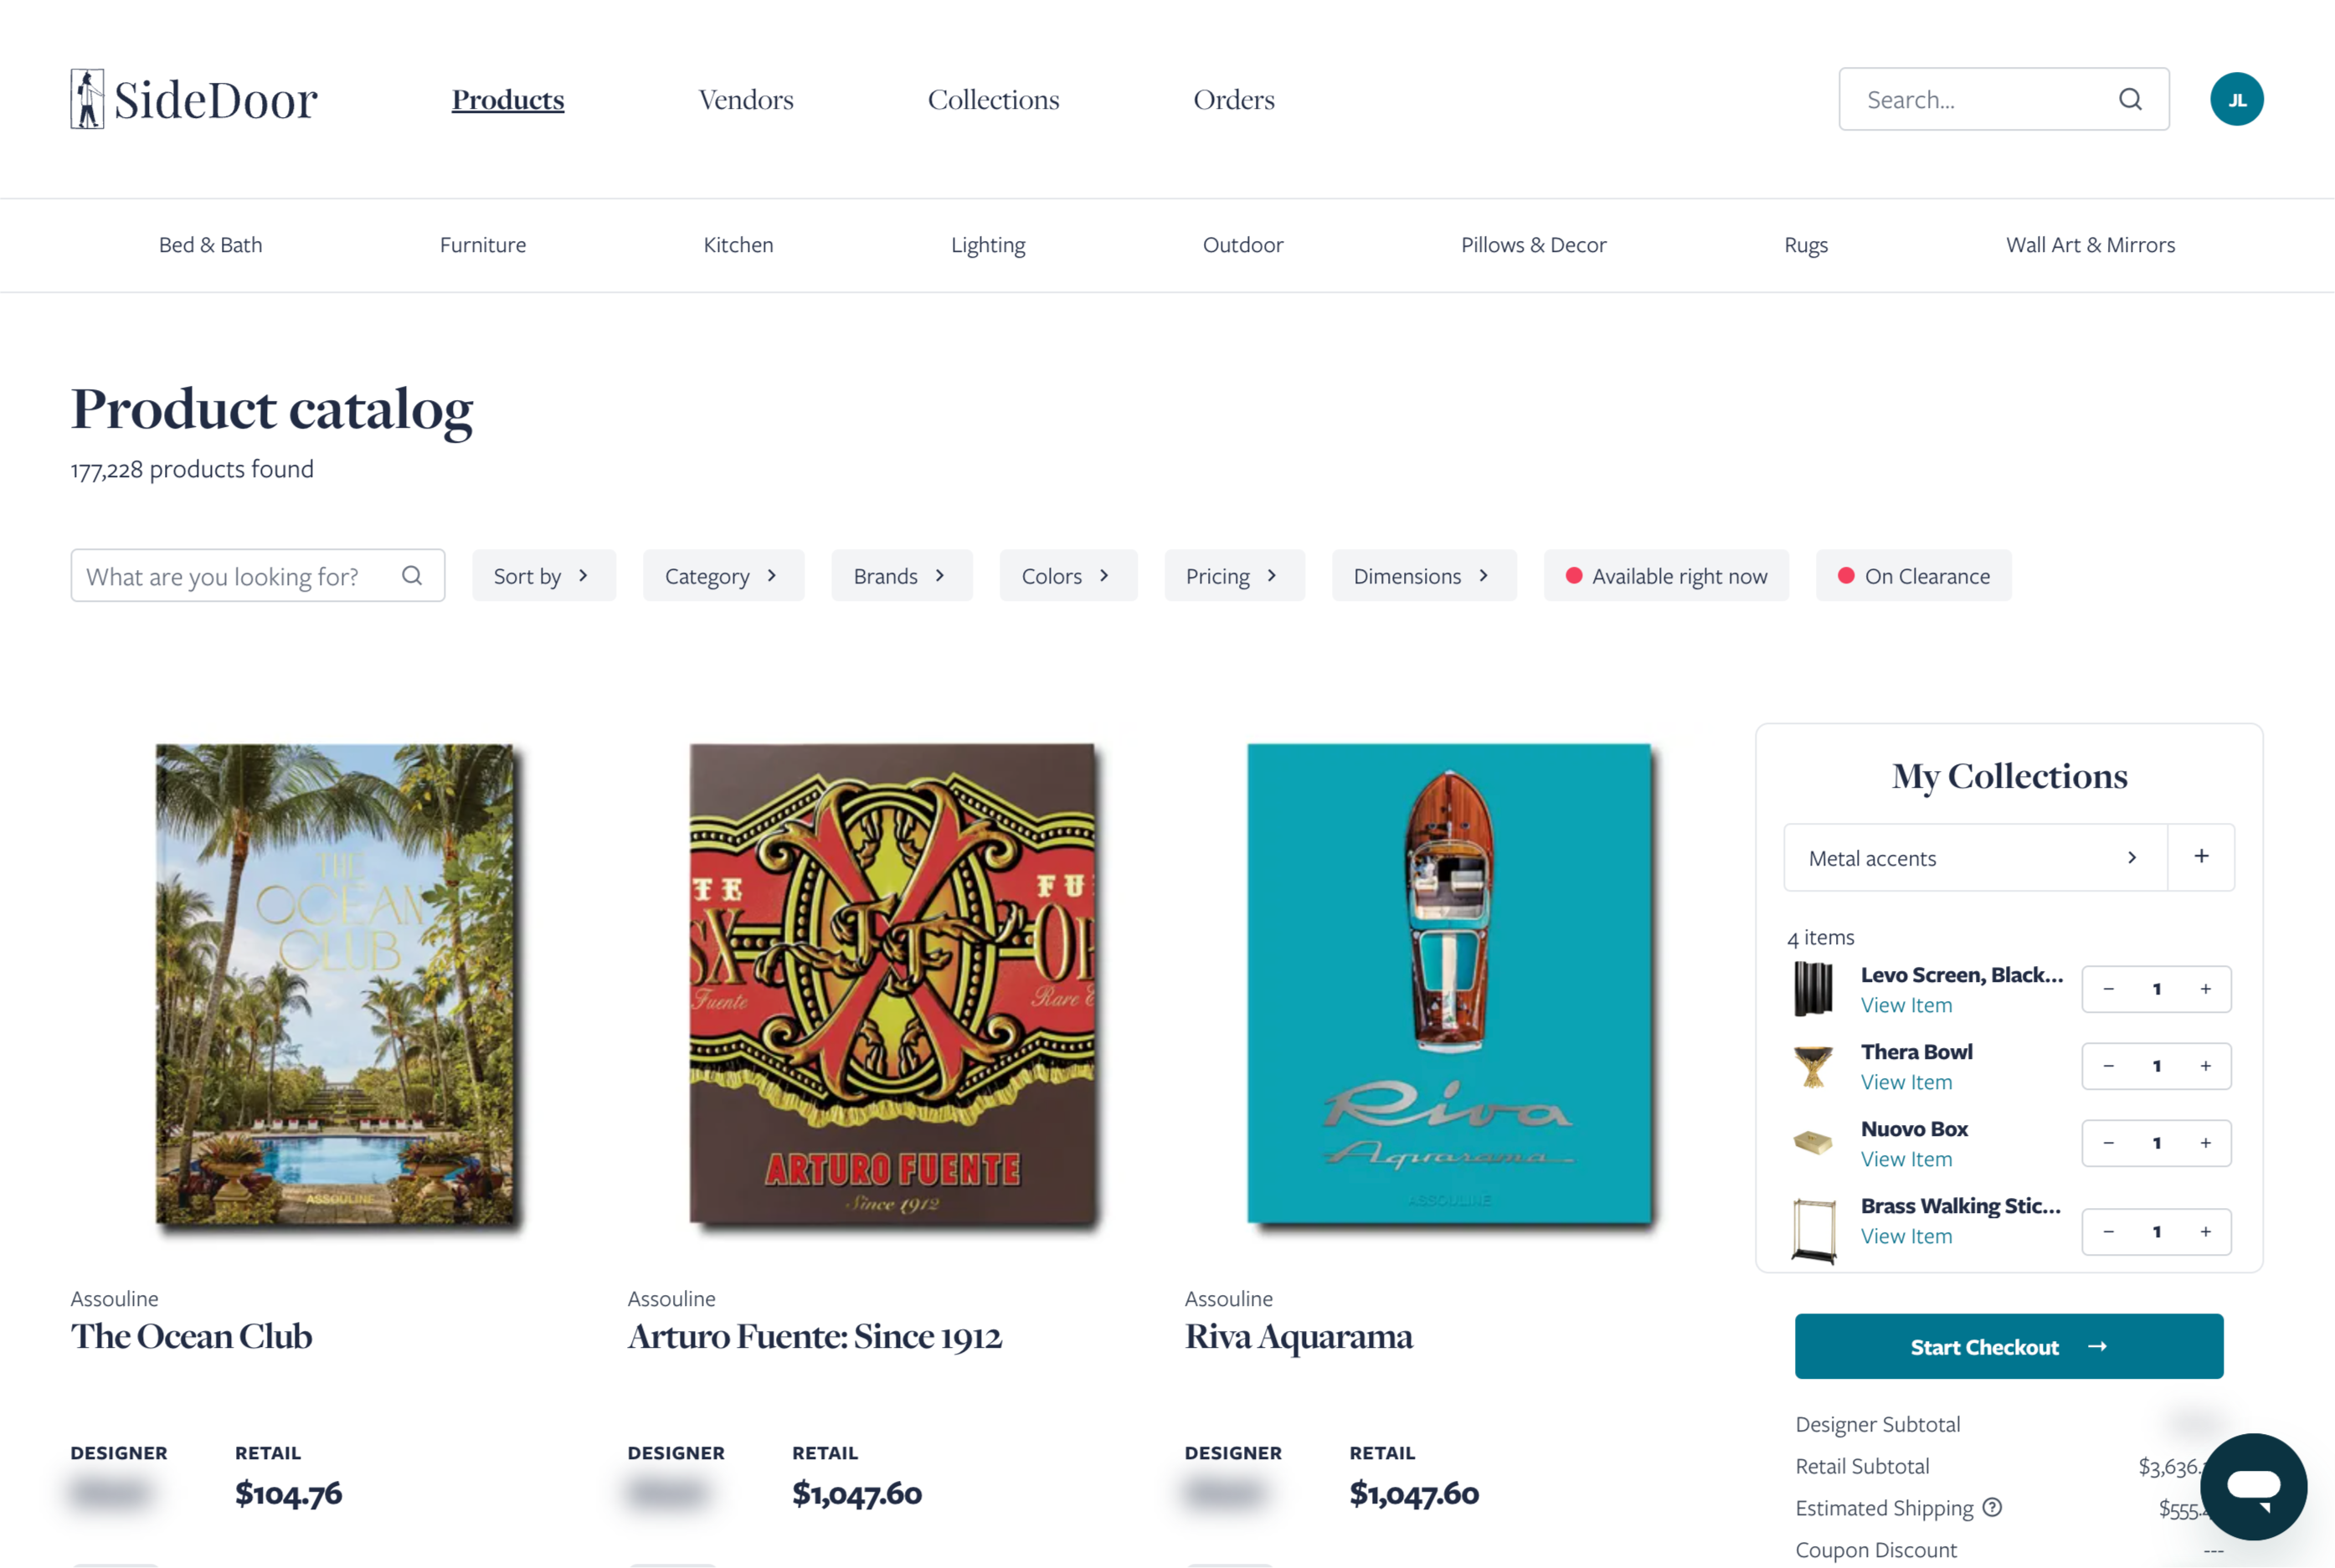 SideDoor
Products Vendors Collections Orders
Search...
JL
Bed & Bath Furniture Kitchen Lighting Outdoor Pillows & Decor Rugs Wall Art & Mirrors
Product catalog
177,228 products found
What are you looking for? Sort by Category Brands Colors Pricing Dimensions Available right now On Clearance
THE
OCEAN
CLUB
ASSOULINE
TE FU
SX OP
Fuente Rare
ARTURO FUENTE
Since 1912
Riva
Aquarama
ASSOULINE
Assouline
The Ocean Club
DESIGNER RETAIL
$104.76
Assouline
Arturo Fuente: Since 1912
DESIGNER RETAIL
$1,047.60
Assouline
Riva Aquarama
DESIGNER RETAIL
$1,047.60
My Collections
Metal accents +
4 items
Levo Screen, Black...
View Item
− 1 +
Thera Bowl
View Item
− 1 +
Nuovo Box
View Item
− 1 +
Brass Walking Stic...
View Item
− 1 +
Start Checkout →
Designer Subtotal
Retail Subtotal $3,636.
Estimated Shipping ? $555.
Coupon Discount ---